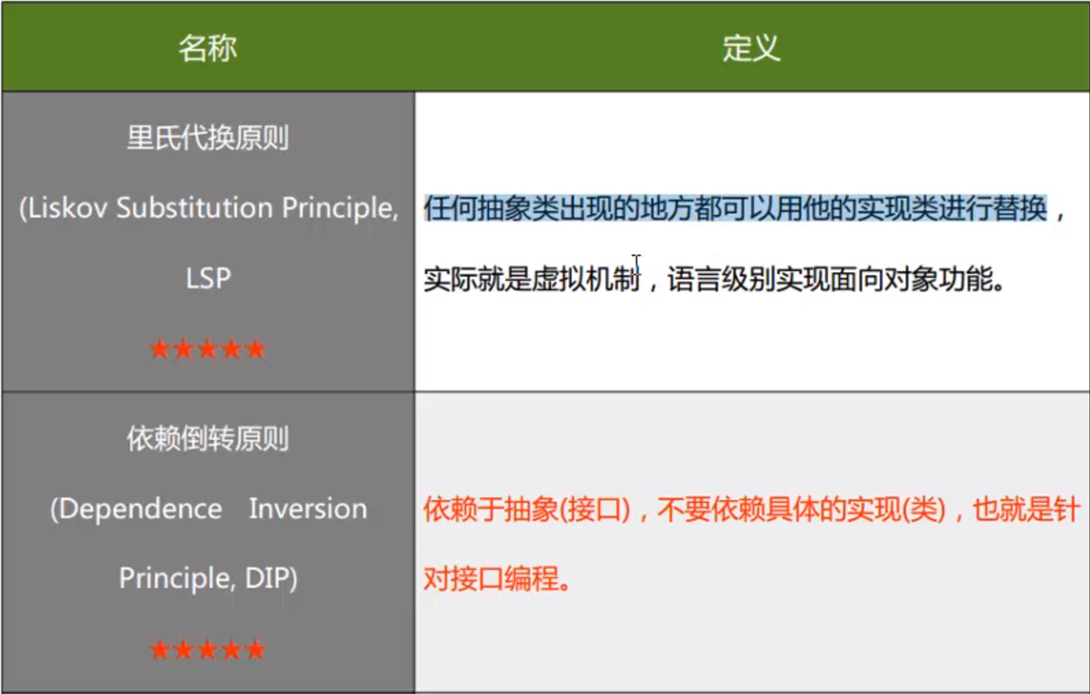 名称
定义
里氏代换原则
(Liskov Substitution Principle,
LSP
★★★★★
任何抽象类出现的地方都可以用他的实现类进行替换，
实际就是虚拟机制，语言级别实现面向对象功能。
依赖倒转原则
(Dependence Inversion
Principle, DIP)
★★★★★
依赖于抽象(接口)，不要依赖具体的实现(类)，也就是针
对接口编程。